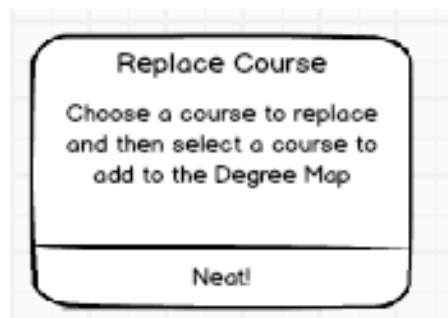 Replace Course
Choose a course to replace
and then select a course to
add to the Degree Map
Neat!